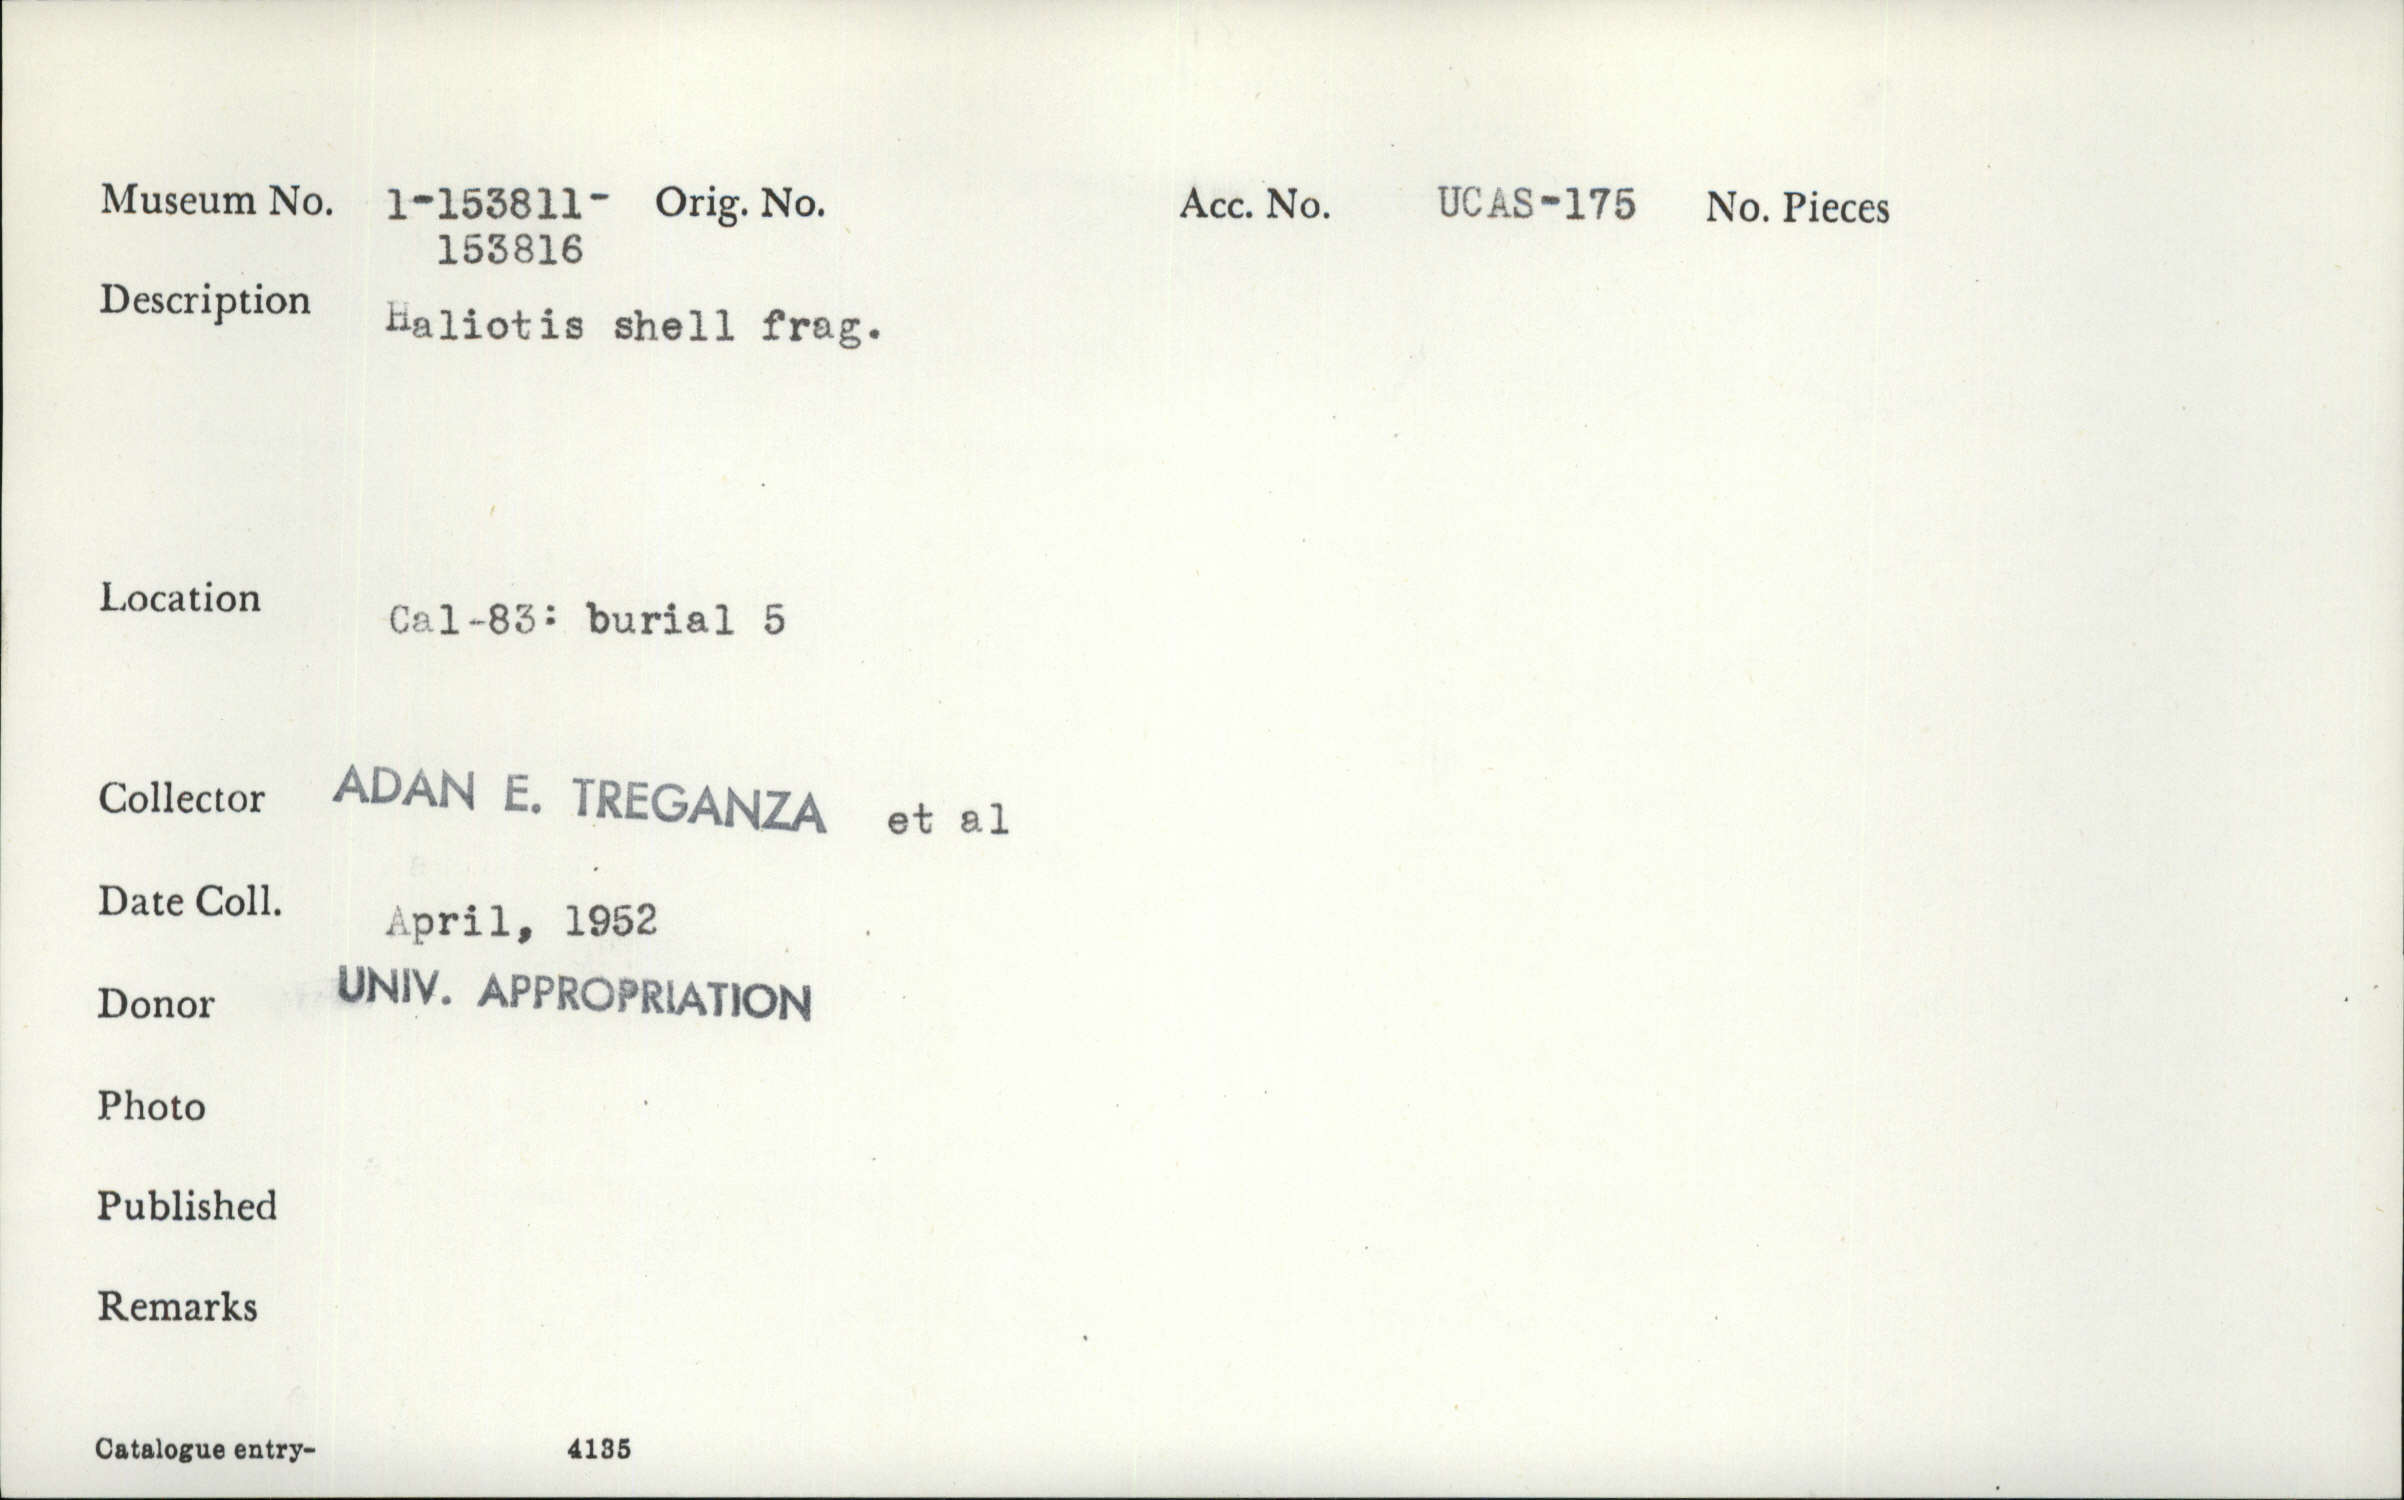 Museum No. 1-153811- Orig. No. Acc. No. UCAS-175 No. Pieces
153816
Description Haliotis shell frag.
Location Cal-83: burial 5
Collector ADAN E. TREGANZA et al
Date Coll. April, 1952
Donor UNIV. APPROPRIATION
Photo
Published
Remarks
Catalogue entry- 4135